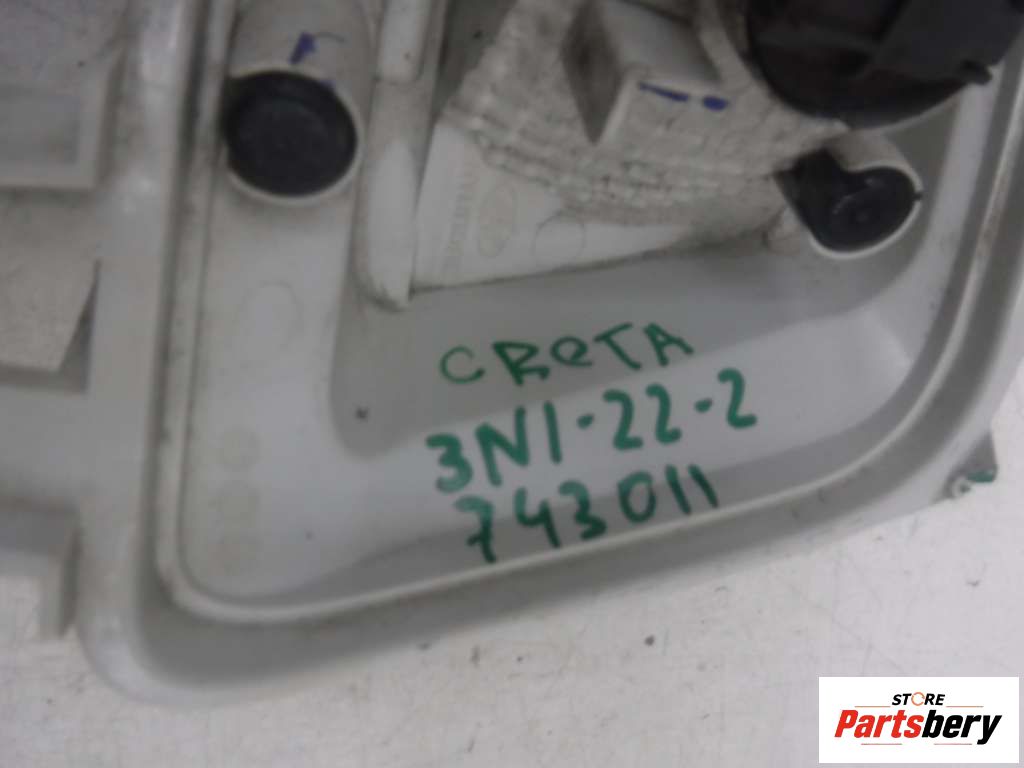 CReTA
3N1-22-2
743011
STORE
Partsbery